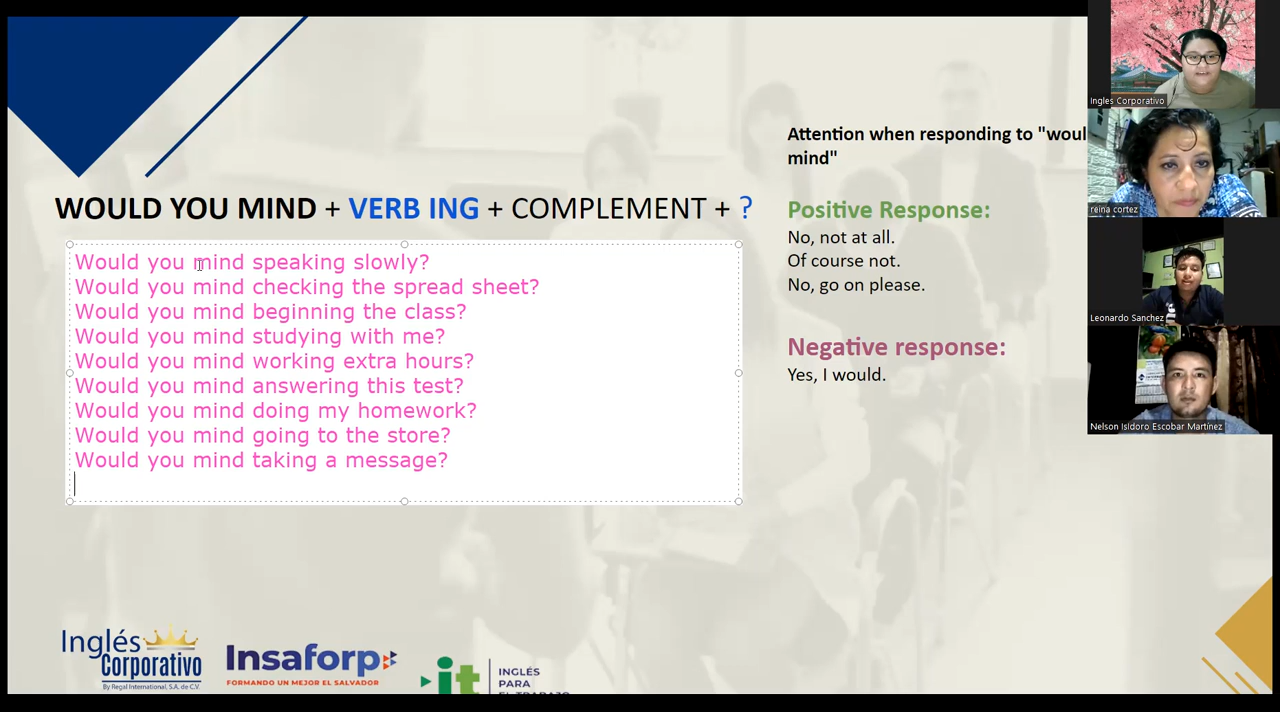 WOULD YOU MIND + VERB ING + COMPLEMENT + ?
Would you mind speaking slowly?
Would you mind checking the spread sheet?
Would you mind beginning the class?
Would you mind studying with me?
Would you mind working extra hours?
Would you mind answering this test?
Would you mind doing my homework?
Would you mind going to the store?
Would you mind taking a message?
Attention when responding to "woul
mind"
Positive Response:
No, not at all.
Of course not.
No, go on please.
Negative response:
Yes, I would.
Ingles Corporativo
reina cortez
Leonardo Sanchez
Nelson Isidoro Escobar Martínez
Inglés
Corporativo
By Regal International, S.A. de C.V.
Insaforp
FORMANDO UN MEJOR EL SALVADOR
it
INGLÉS
PARA
EL TRABAJO